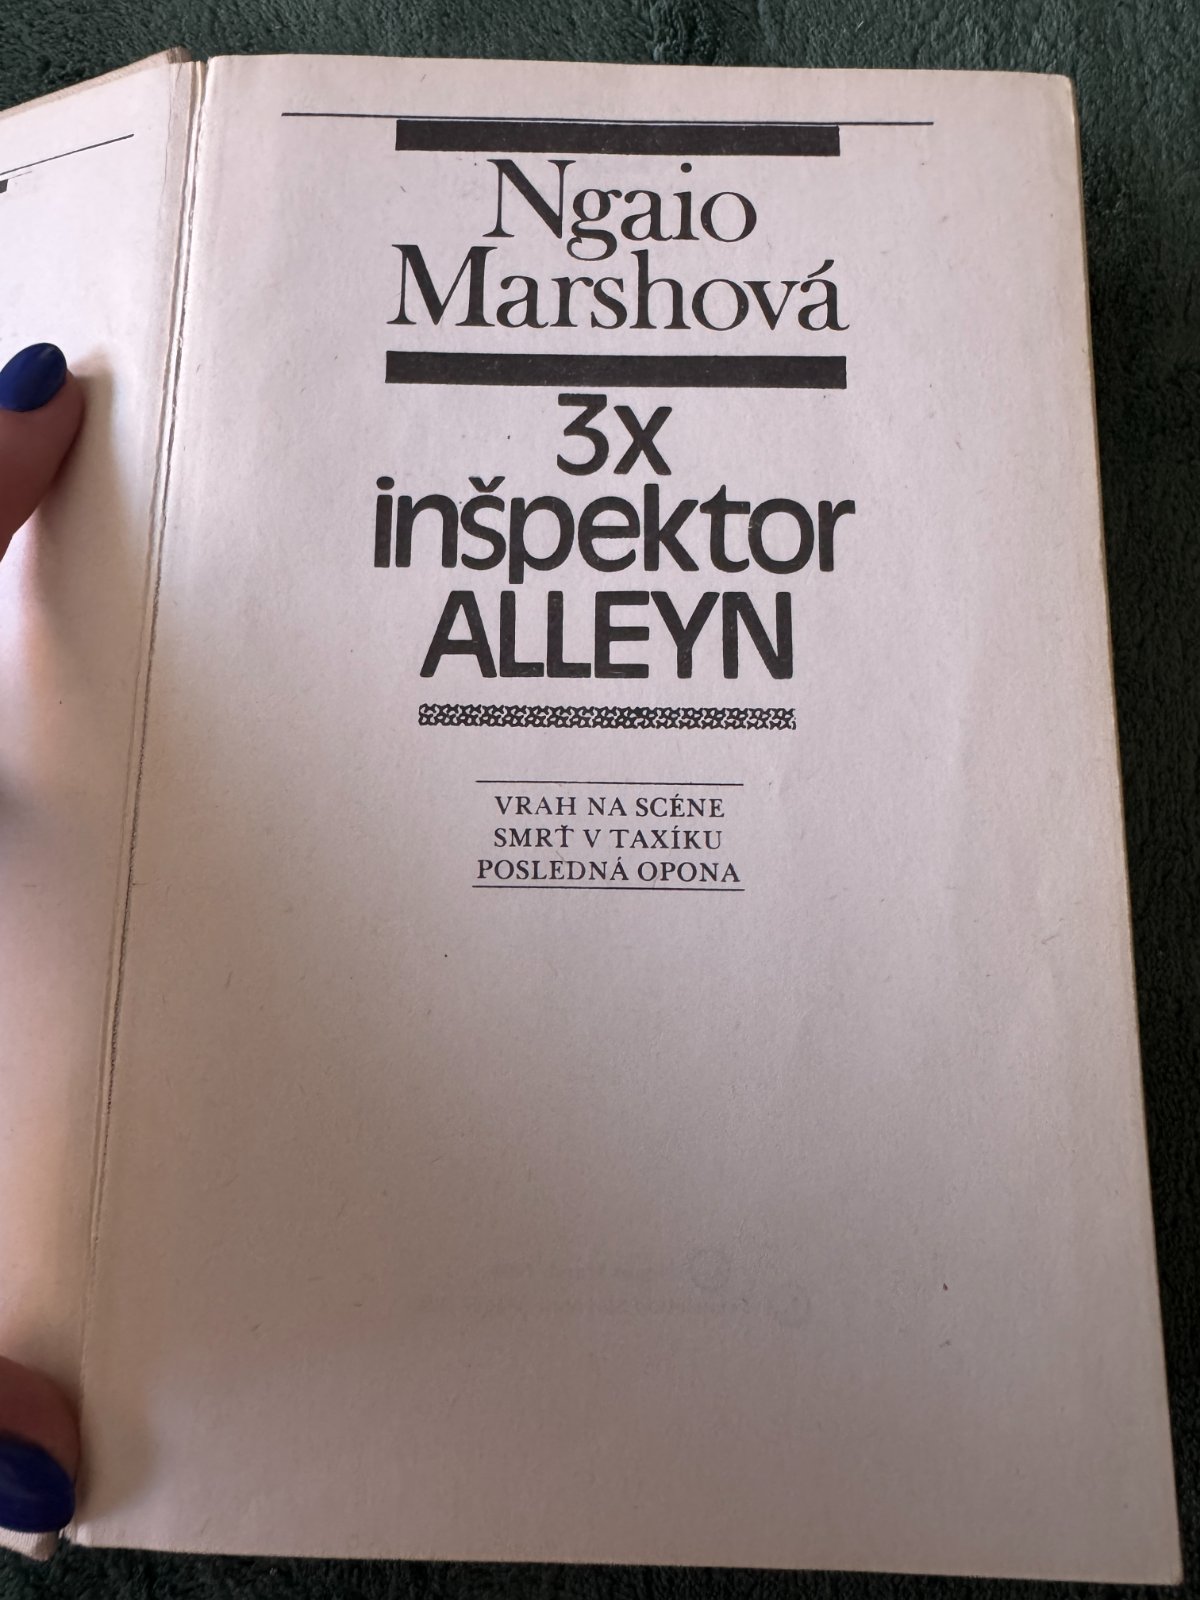 Ngaio
Marshová
3x
inšpektor
ALLEYN
VRAH NA SCÉNE
SMRŤ V TAXÍKU
POSLEDNÁ OPONA